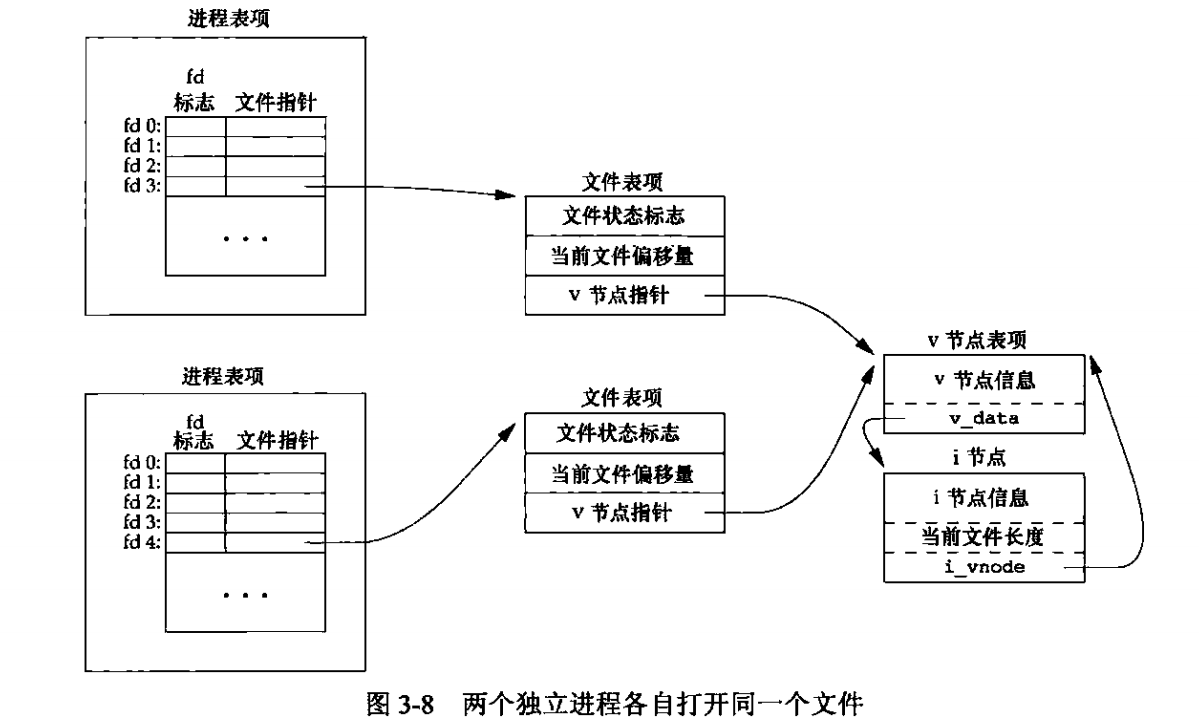 进程表项
fd
标志 文件指针
fd 0:
fd 1:
fd 2:
fd 3:
...
文件表项
文件状态标志
当前文件偏移量
v 节点指针
进程表项
fd
标志 文件指针
fd 0:
fd 1:
fd 2:
fd 3:
fd 4:
...
文件表项
文件状态标志
当前文件偏移量
v 节点指针
v 节点表项
v 节点信息
v_data
i 节点
i 节点信息
当前文件长度
i_vnode
图 3-8 两个独立进程各自打开同一个文件